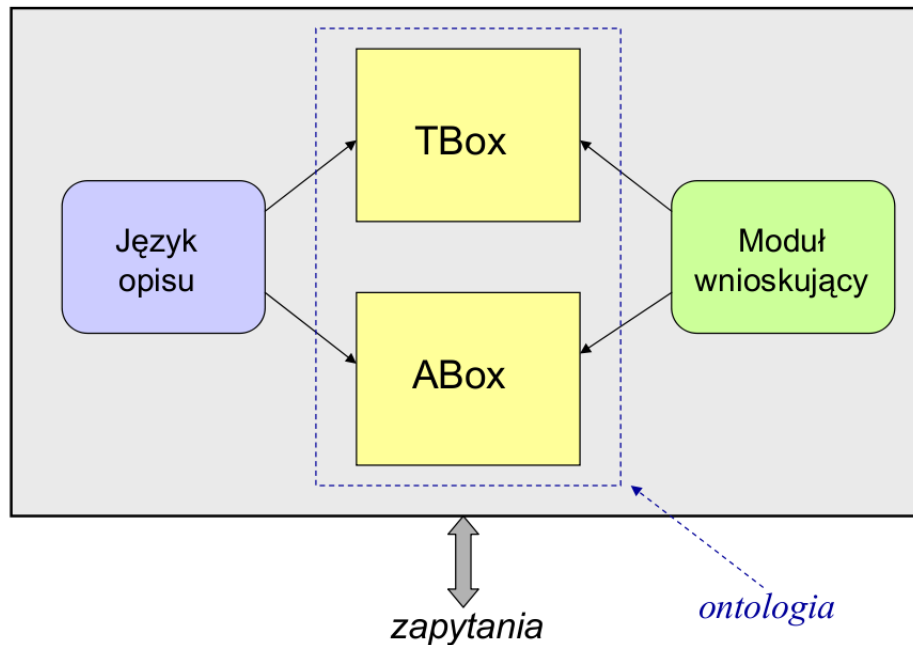 TBox
Język
opisu
Moduł
wnioskujący
ABox
zapytania
ontologia